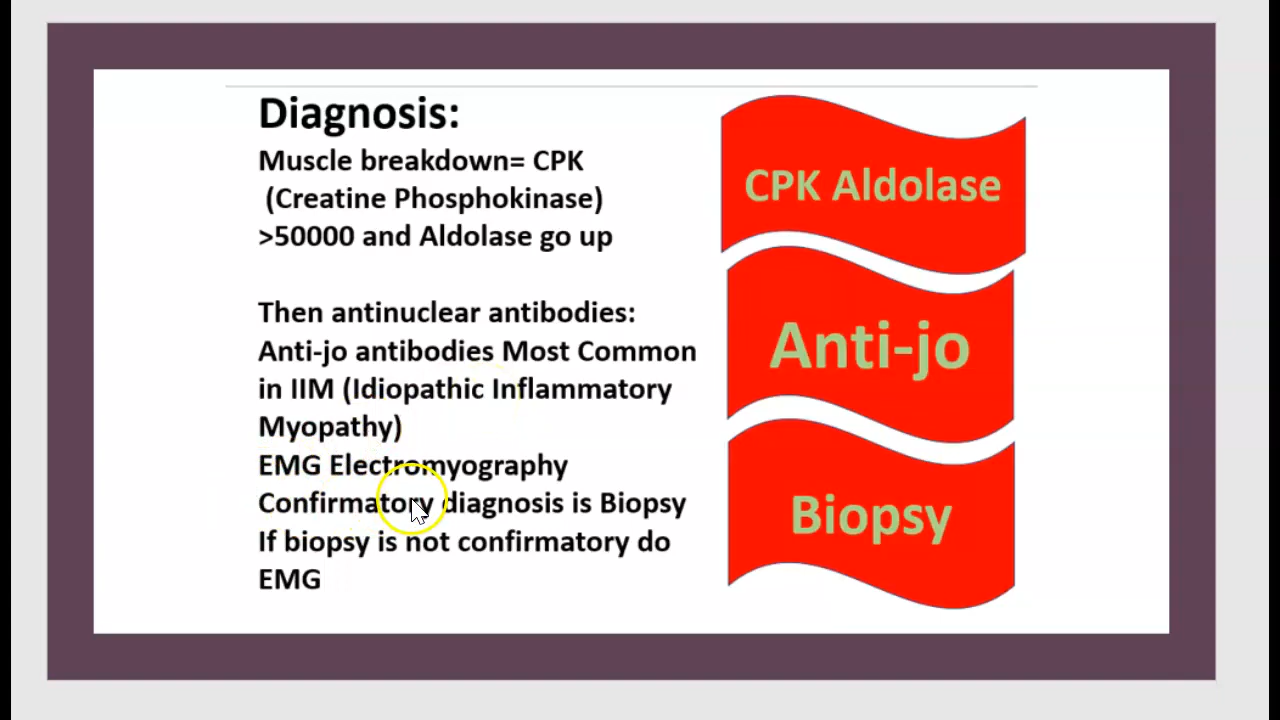 Diagnosis:
Muscle breakdown= CPK
(Creatine Phosphokinase)
>50000 and Aldolase go up
Then antinuclear antibodies:
Anti-jo antibodies Most Common
in IIM (Idiopathic Inflammatory
Myopathy)
EMG Electromyography
Confirmatory diagnosis is Biopsy
If biopsy is not confirmatory do
EMG
CPK Aldolase
Anti-jo
Biopsy